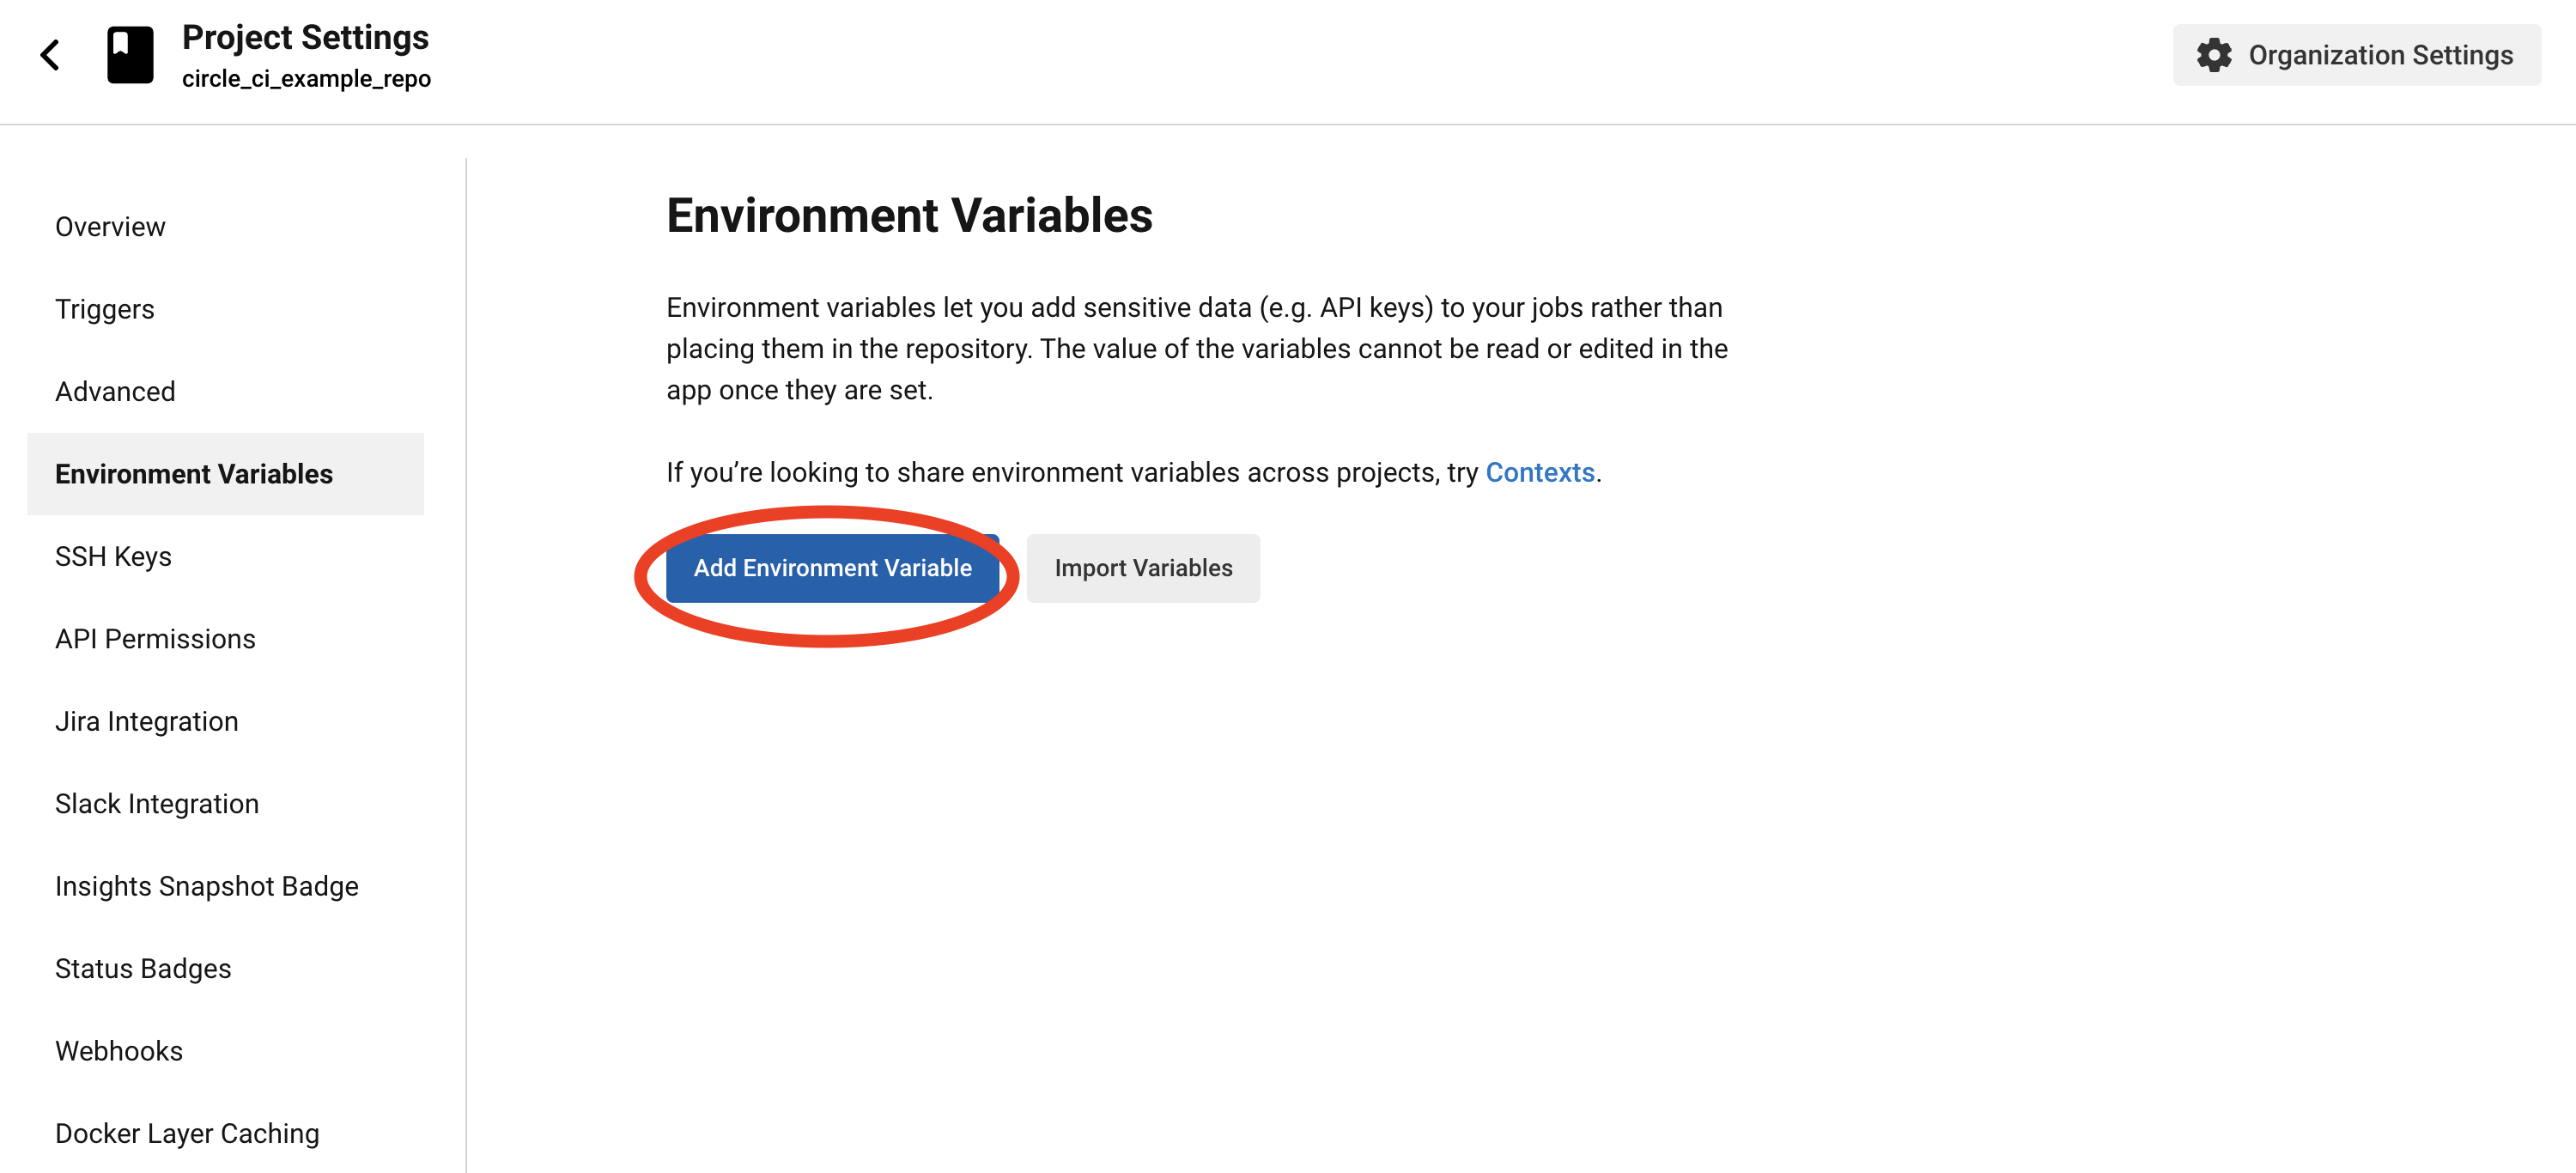 Project Settings
circle_ci_example_repo
Organization Settings
Overview
Triggers
Advanced
Environment Variables
SSH Keys
API Permissions
Jira Integration
Slack Integration
Insights Snapshot Badge
Status Badges
Webhooks
Docker Layer Caching
Environment Variables
Environment variables let you add sensitive data (e.g. API keys) to your jobs rather than
placing them in the repository. The value of the variables cannot be read or edited in the
app once they are set.
If you’re looking to share environment variables across projects, try Contexts.
Add Environment Variable
Import Variables